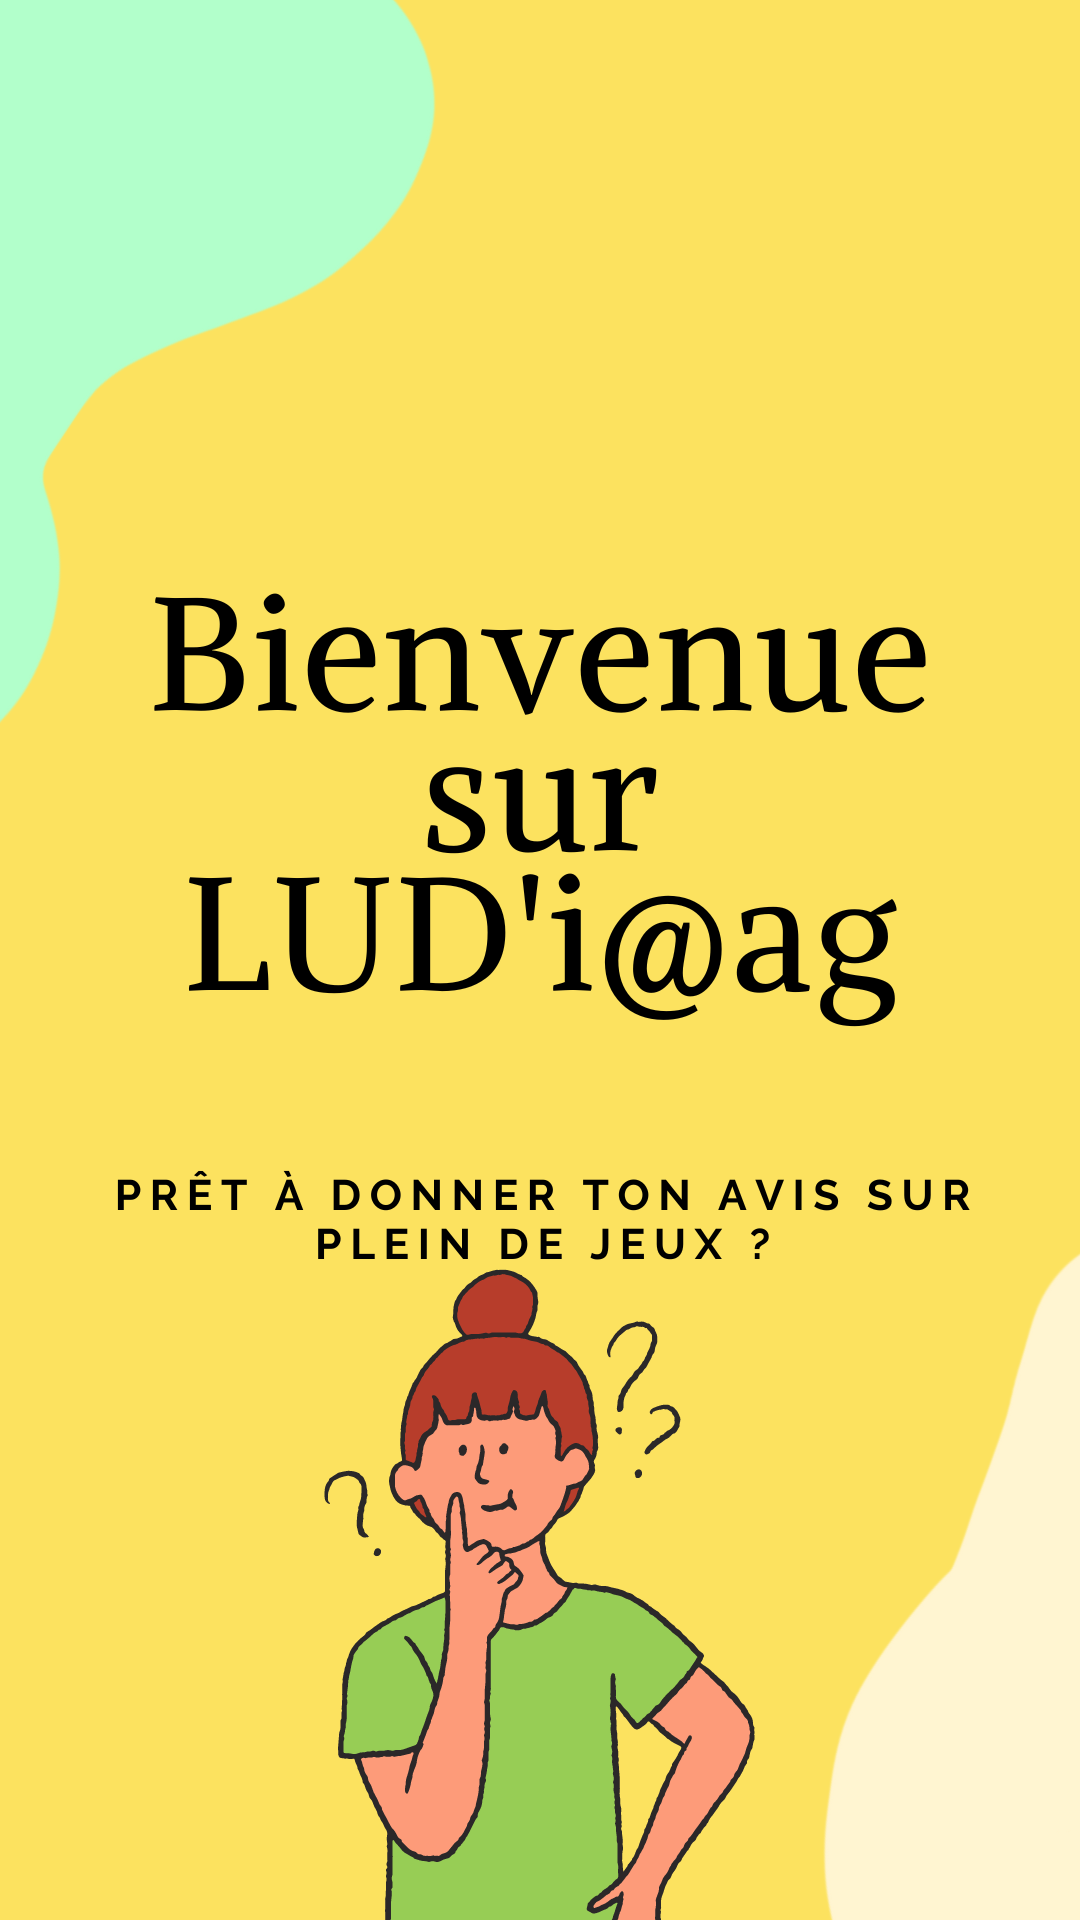 Bienvenue
sur
LUD'i@ag
PRÊT À DONNER TON AVIS SUR
PLEIN DE JEUX ?
? ?
?